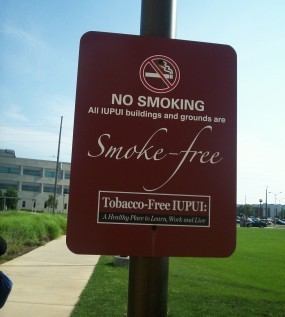 NO SMOKING
All IUPUI buildings and grounds are
Smoke-free
Tobacco-Free IUPUI:
A Healthy Place to Learn, Work and Live